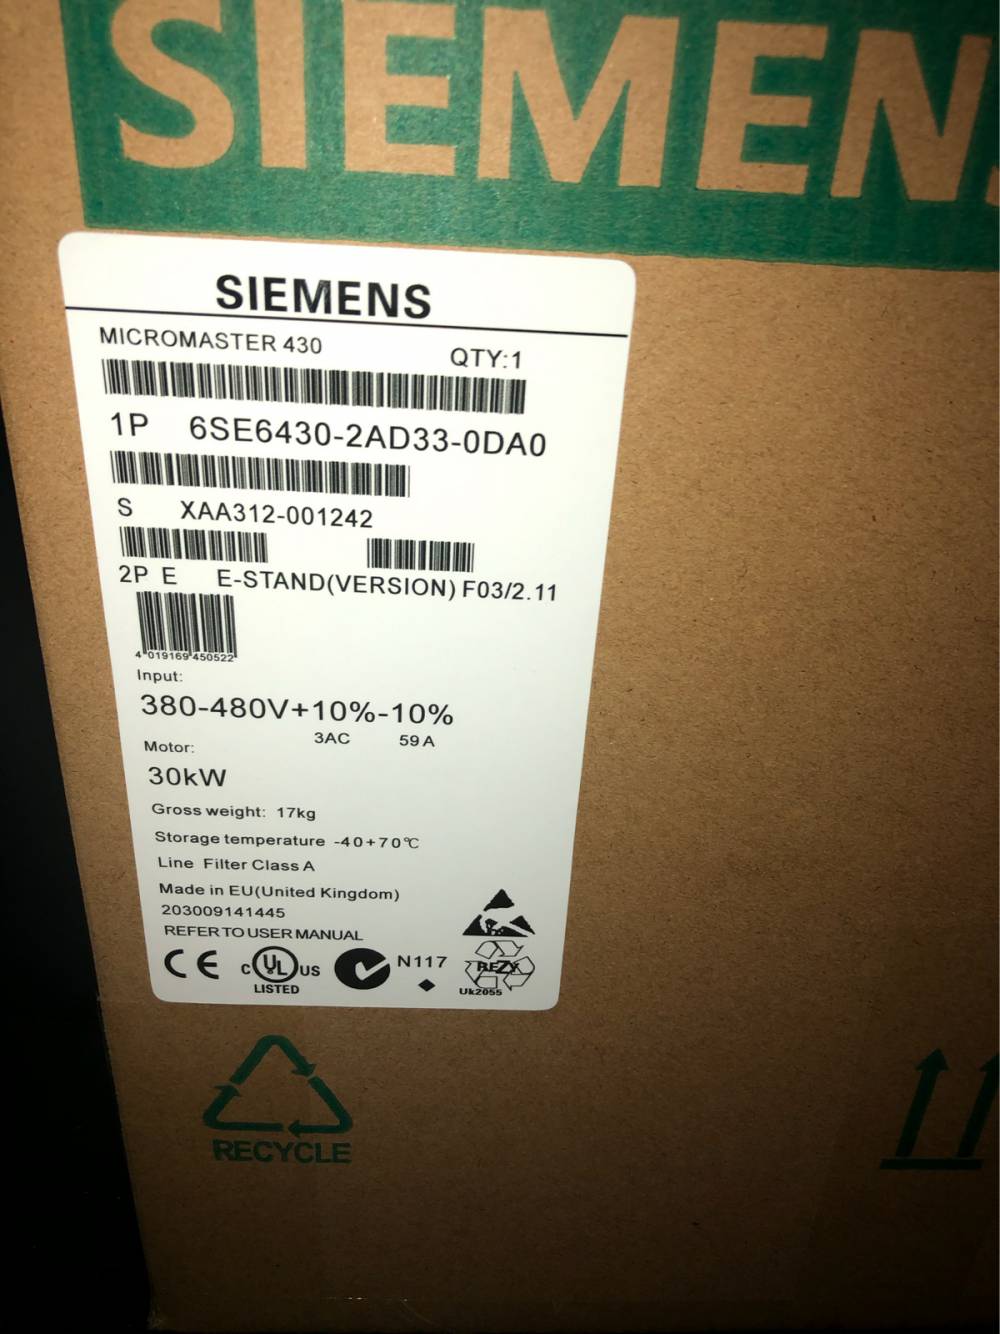 SIEMENS
SIEMENS
MICROMASTER 430
QTY:1
1P 6SE6430-2AD33-0DA0
S XAA312-001242
2P E E-STAND(VERSION) F03/2.11
4 019169 450522
Input:
380-480V+10%-10%
3AC 59A
Motor:
30kW
Gross weight: 17kg
Storage temperature -40+70℃
Line Filter Class A
Made in EU(United Kingdom)
203009141445
REFER TO USER MANUAL
CE C UL US N117 REZY
LISTED Uk2055
RECYCLE